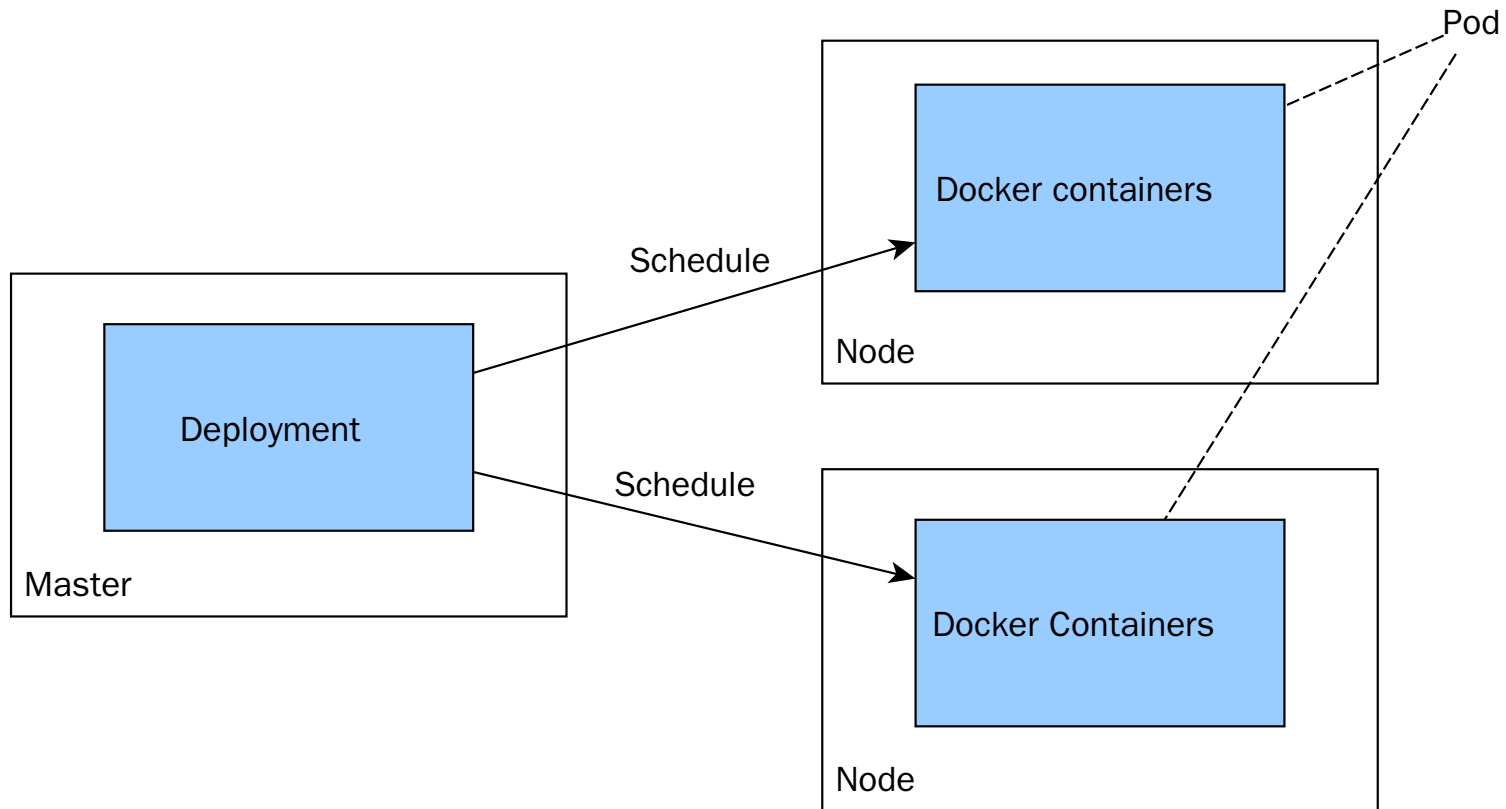 Pod
Docker containers
Schedule
Node
Deployment
Schedule
Master
Docker Containers
Node